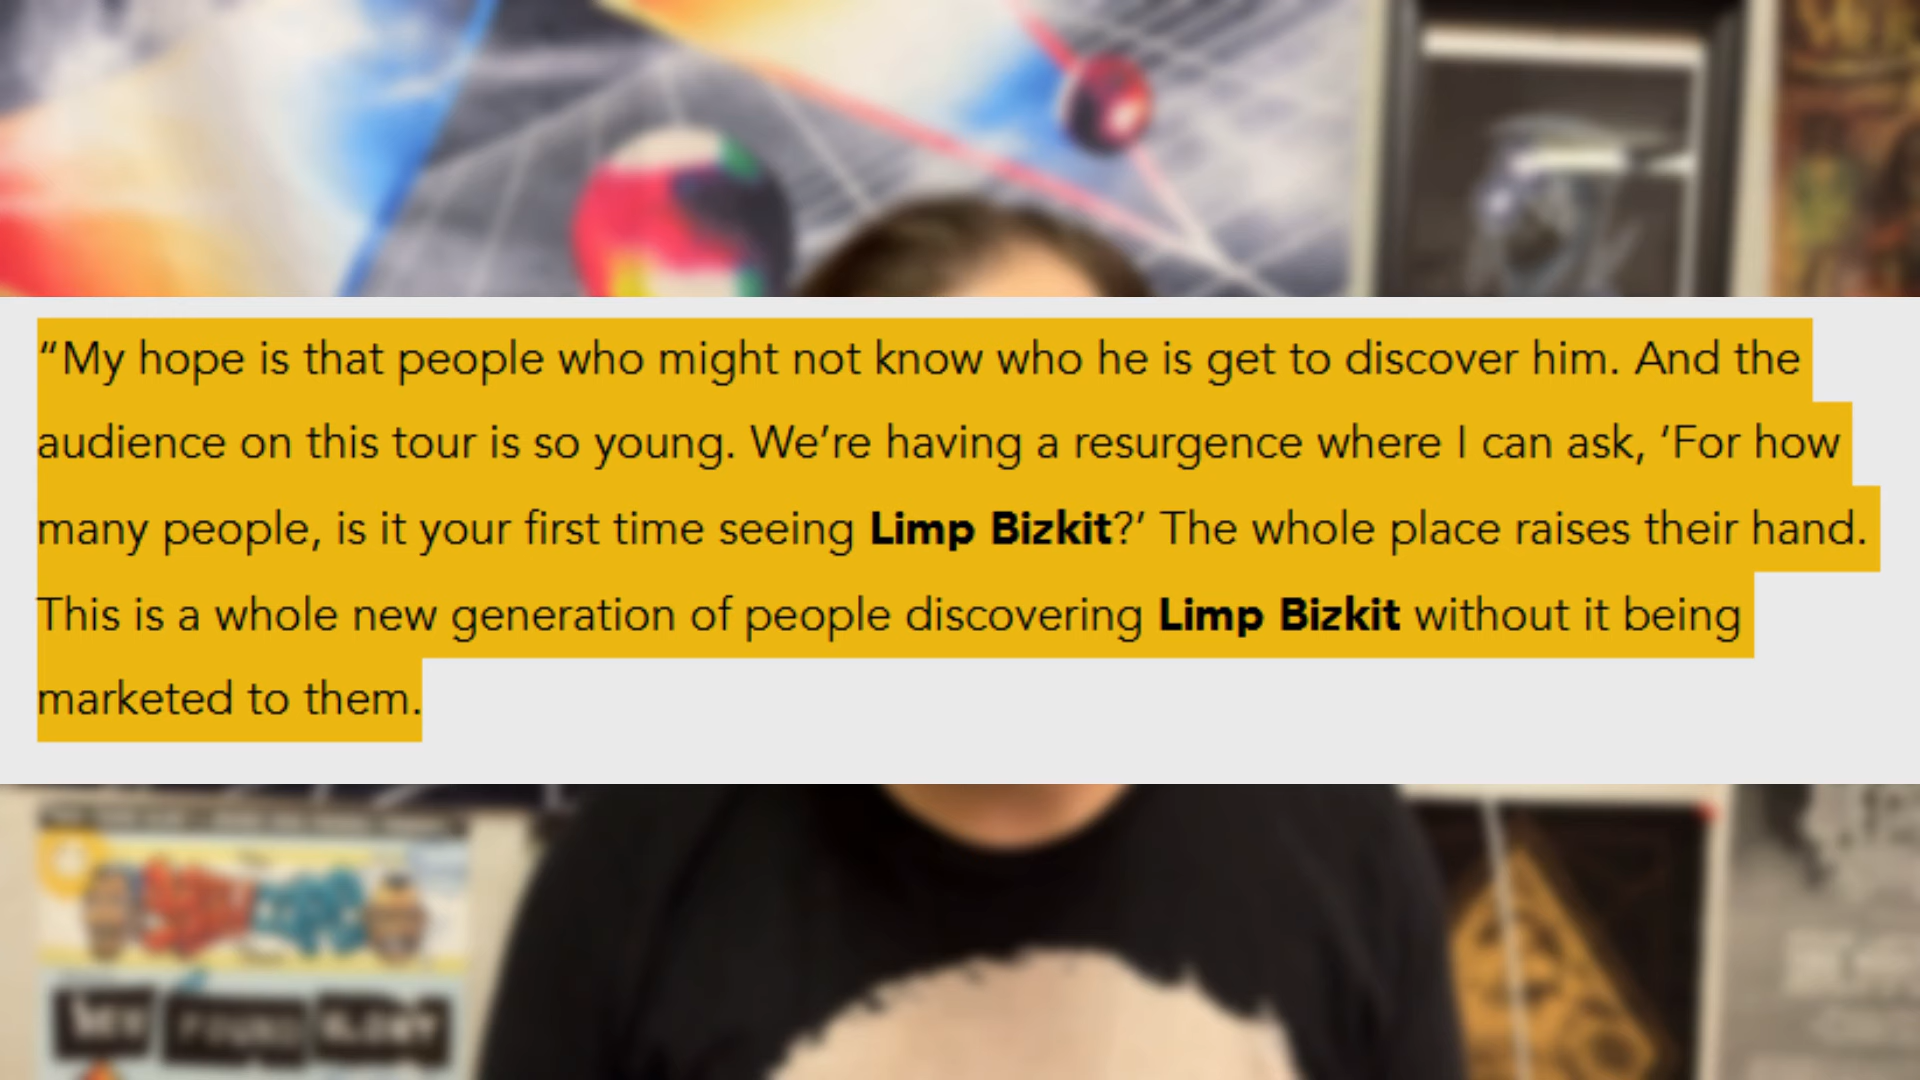 “My hope is that people who might not know who he is get to discover him. And the
audience on this tour is so young. We’re having a resurgence where I can ask, ‘For how
many people, is it your first time seeing Limp Bizkit?’ The whole place raises their hand.
This is a whole new generation of people discovering Limp Bizkit without it being
marketed to them.
NEW FOUND GLORY